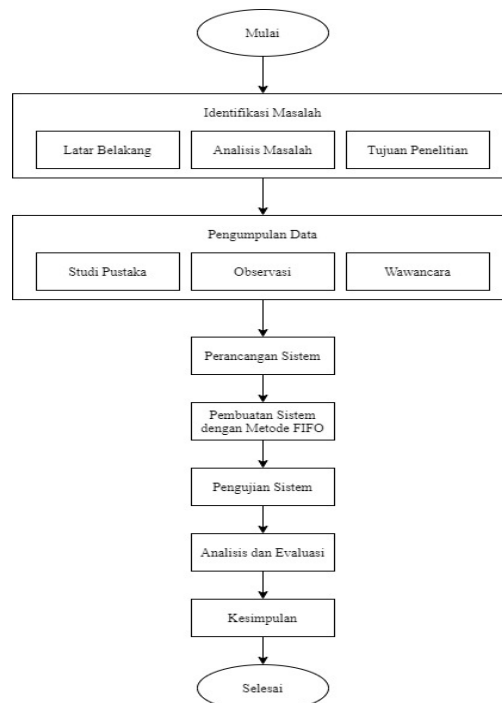 Mulai
Identifikasi Masalah
Latar Belakang
Analisis Masalah
Tujuan Penelitian
Pengumpulan Data
Studi Pustaka
Observasi
Wawancara
Perancangan Sistem
Pembuatan Sistem
dengan Metode FIFO
Pengujian Sistem
Analisis dan Evaluasi
Kesimpulan
Selesai